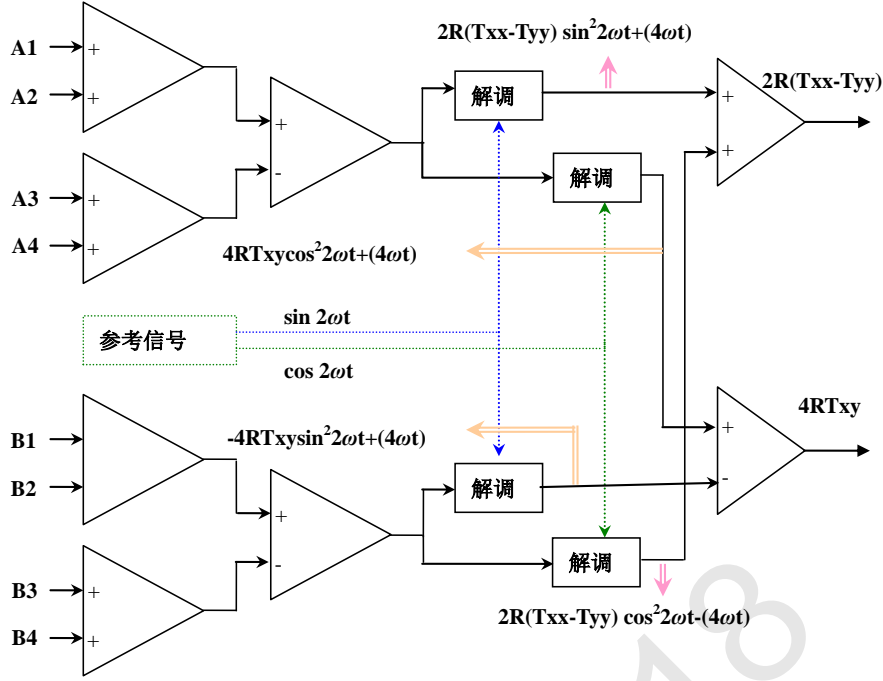 2R(Txx-Tyy) sin²2ωt+(4ωt)
A1
+
A2
+
+
-
解调
+
+
2R(Txx-Tyy)
解调
A3
+
A4
+
4RTxycos²2ωt+(4ωt)
sin 2ωt
参考信号
cos 2ωt
4RTxy
B1
B2
-4RTxysin²2ωt+(4ωt)
+
-
解调
+
-
B3
+
B4
+
解调
2R(Txx-Tyy) cos²2ωt-(4ωt)
18